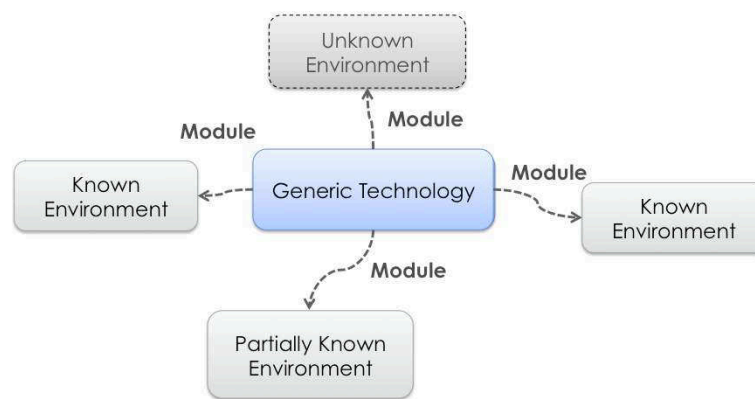 Unknown
Environment
Module
Module
Known
Environment
Generic Technology
Module
Known
Environment
Module
Partially Known
Environment